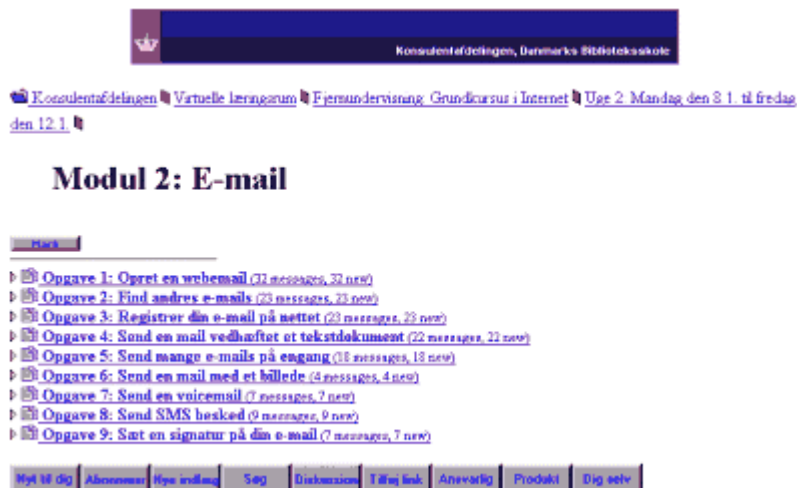 Konsulentafdelingen, Danmarks Biblioteksskole
Konsulentafdelingen Virtuelle læringsrum Fjernundervisning: Grundkursus i Internet Uge 2. Mandag den 8.1. til fredag
den 12.1.
Modul 2: E-mail
Mark
Opgave 1: Opret en webemail (32 messages, 32 new)
Opgave 2: Find andres e-mails (23 messages, 23 new)
Opgave 3: Registrer din e-mail på nettet (23 messages, 23 new)
Opgave 4: Send en mail vedhæftet et tekstdokument (22 messages, 22 new)
Opgave 5: Send mange e-mails på engang (18 messages, 18 new)
Opgave 6: Send en mail med et billede (4 messages, 4 new)
Opgave 7: Send en voicemail (7 messages, 7 new)
Opgave 8: Send SMS besked (9 messages, 9 new)
Opgave 9: Sæt en signatur på din e-mail (7 messages, 7 new)
Nyt til dig Abonnener Nye indlæg Søg Diskussion Tilføj link Ansvarlig Produkt Dig selv